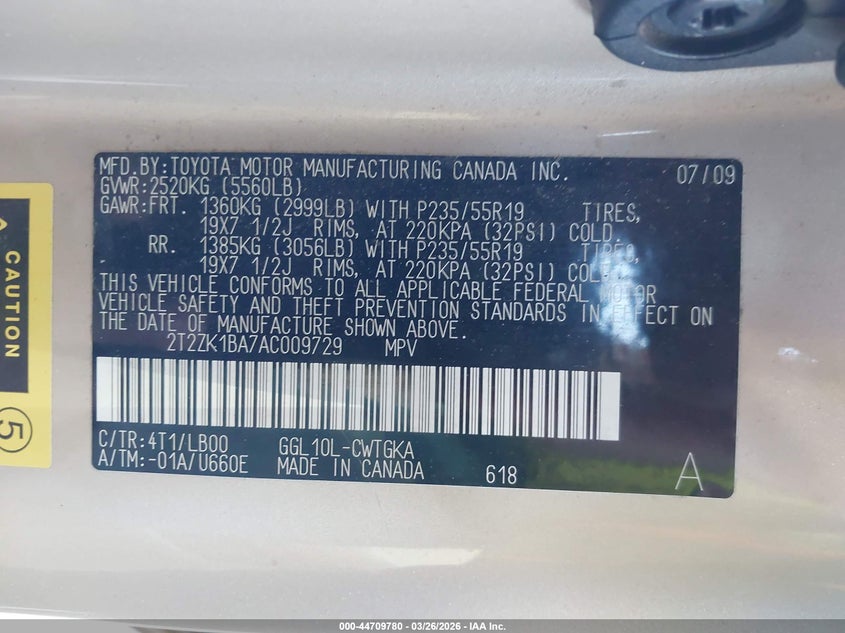 MFD.BY:TOYOTA MOTOR MANUFACTURING CANADA INC. 07/09
GVWR:2520KG (5560LB)
GAWR:FRT. 1360KG (2999LB) WITH P235/55R19 TIRES,
19X7 1/2J RIMS, AT 220KPA (32PSI) COLD.
RR. 1385KG (3056LB) WITH P235/55R19 TIRES,
19X7 1/2J RIMS, AT 220KPA (32PSI) COLD.
THIS VEHICLE CONFORMS TO ALL APPLICABLE FEDERAL MOTOR
VEHICLE SAFETY AND THEFT PREVENTION STANDARDS IN EFFECT ON
THE DATE OF MANUFACTURE SHOWN ABOVE.
2T2ZK1BA7AC009729 MPV
C/TR:4T1/LB00 GGL10L-CWTGKA
A/TM:-01A/U660E MADE IN CANADA 618 A
CAUTION
5
000-44709780 - 03/26/2026 - IAA Inc.